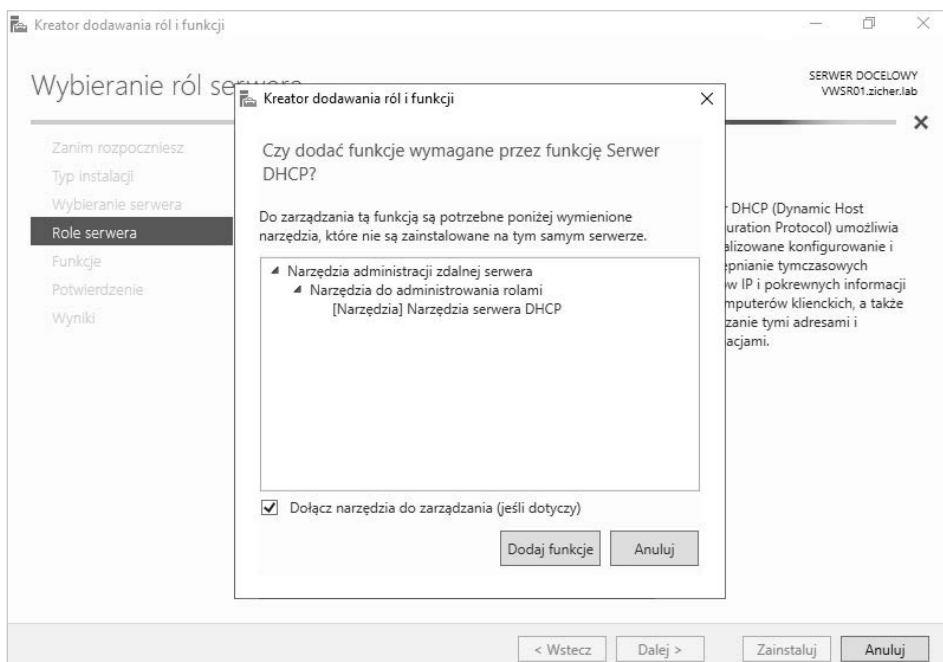 Kreator dodawania ról i funkcji
Wybieranie ról
SERWER DOCELOWY
VWSR01.zicher.lab
Zanim rozpoczniesz
Typ instalacji
Wybieranie serwera
Role serwera
Funkcje
Potwierdzenie
Wyniki
Kreator dodawania ról i funkcji
Czy dodać funkcje wymagane przez funkcję Serwer
DHCP?
Do zarządzania tą funkcją są potrzebne poniżej wymienione
narzędzia, które nie są zainstalowane na tym samym serwerze.
Narzędzia administracji zdalnej serwera
Narzędzia do administrowania rolami
[Narzędzia] Narzędzia serwera DHCP
Dołącz narzędzia do zarządzania (jeśli dotyczy)
Dodaj funkcje
Anuluj
DHCP (Dynamic Host
uration Protocol) umożliwia
alizowane konfigurowanie i
ępnianie tymczasowych
w IP i pokrewnych informacji
mputerów klienckich, a także
zanie tymi adresami i
acjami.
< Wstecz
Dalej >
Zainstaluj
Anuluj